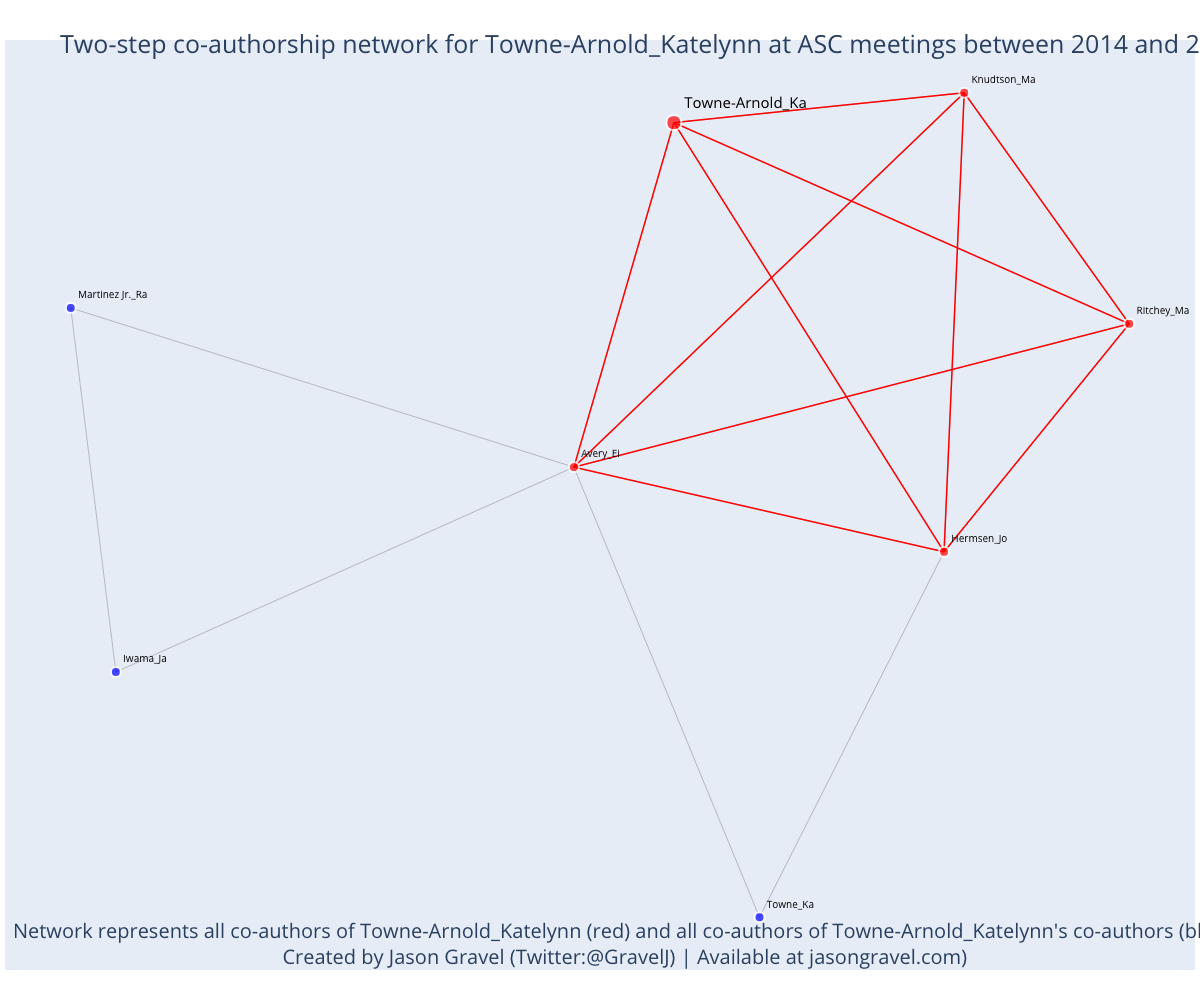 Two-step co-authorship network for Towne-Arnold_Katelynn at ASC meetings between 2014 and 2
Knudtson_Ma
Towne-Arnold_Ka
Martinez Jr._Ra
Ritchey_Ma
Avery_El
Hermsen_Jo
Iwama_Ja
Towne_Ka
Network represents all co-authors of Towne-Arnold_Katelynn (red) and all co-authors of Towne-Arnold_Katelynn's co-authors (bl
Created by Jason Gravel (Twitter:@GravelJ) | Available at jasongravel.com)